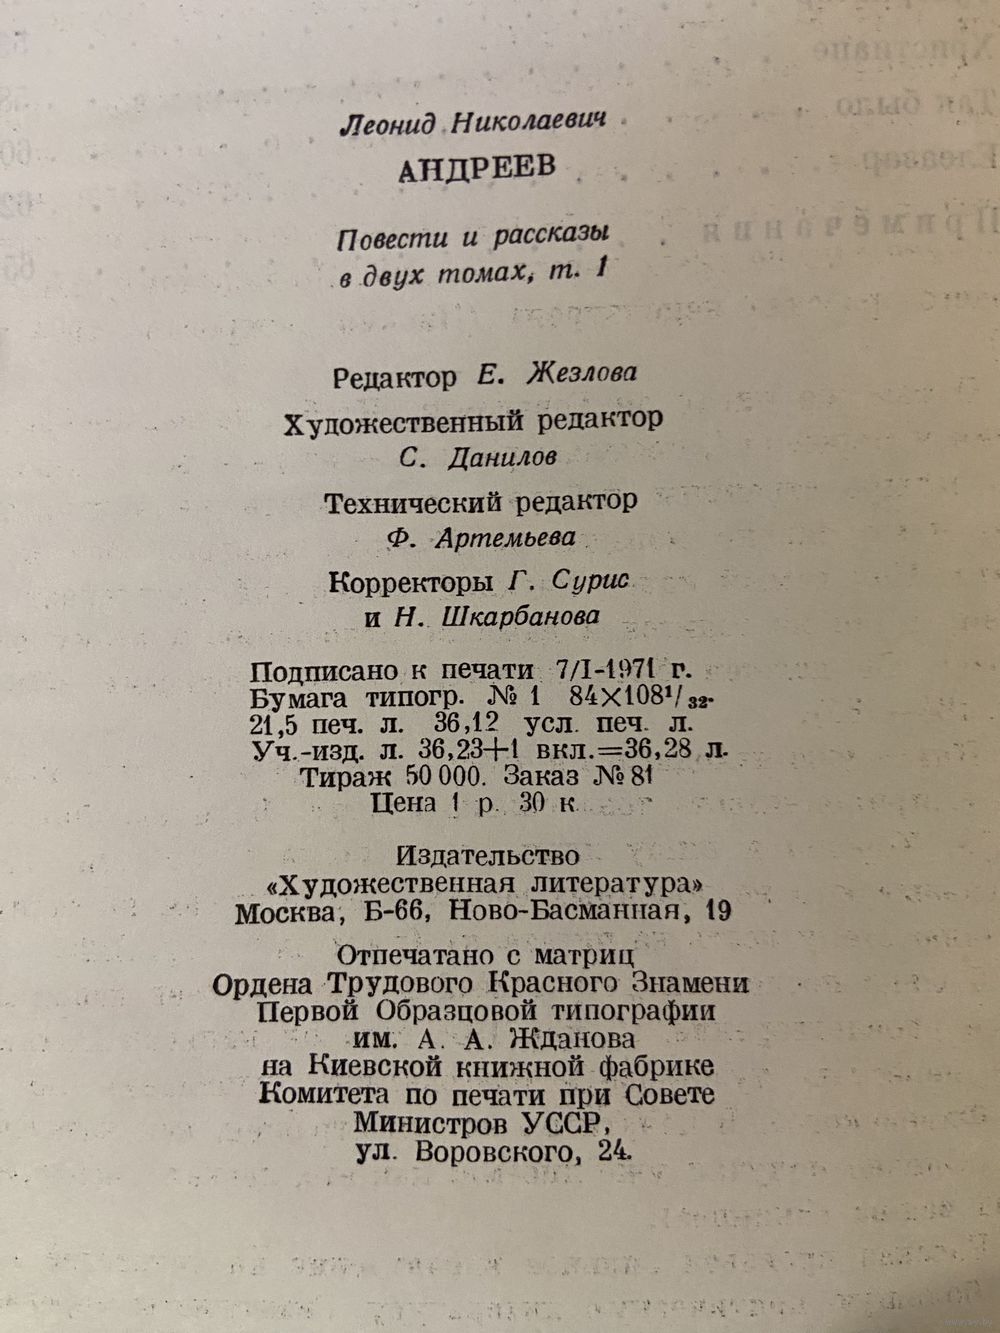 Леонид Николаевич
АНДРЕЕВ
Повести и рассказы
в двух томах, т. 1
Редактор Е. Жезлова
Художественный редактор
С. Данилов
Технический редактор
Ф. Артемьева
Корректоры Г. Сурис
и Н. Шкарбанова
Подписано к печати 7/I-1971 г.
Бумага типогр. № 1 84×108¹/₃₂.
21,5 печ. л. 36,12 усл. печ. л.
Уч.-изд. л. 36,23+1 вкл.=36,28 л.
Тираж 50 000. Заказ № 81
Цена 1 р. 30 к.
Издательство
«Художественная литература»
Москва, Б-66, Ново-Басманная, 19
Отпечатано с матриц
Ордена Трудового Красного Знамени
Первой Образцовой типографии
им. А. А. Жданова
на Киевской книжной фабрике
Комитета по печати при Совете
Министров УССР,
ул. Воровского, 24.